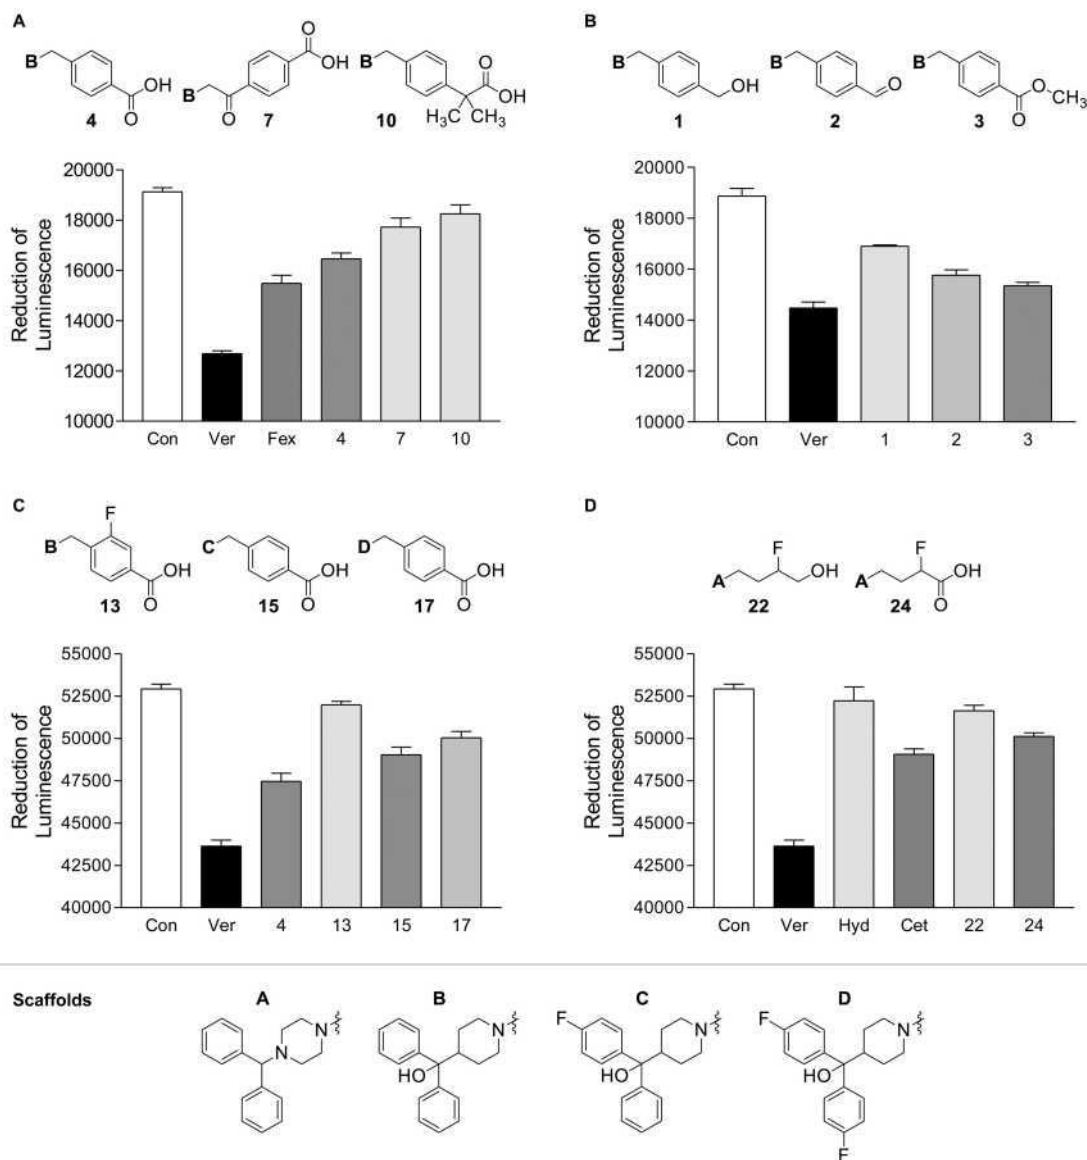 A
B
4
7
10
B
OH
O
B
O
O
OH
B
O
OH
H₃C
CH₃
B
B
OH
1
B
O
2
B
O
O
CH₃
3
Reduction of
Luminescence
20000
18000
16000
14000
12000
10000
Con Ver Fex 4 7 10
Reduction of
Luminescence
20000
18000
16000
14000
12000
10000
Con Ver 1 2 3
C
F
B
OH
O
13
C
OH
O
15
D
OH
O
17
D
F
A
OH
22
F
A
OH
O
24
Reduction of
Luminescence
55000
52500
50000
47500
45000
42500
40000
Con Ver 4 13 15 17
Reduction of
Luminescence
55000
52500
50000
47500
45000
42500
40000
Con Ver Hyd Cet 22 24
Scaffolds
A
N
N
B
N
HO
C
F
N
HO
D
F
N
HO
F